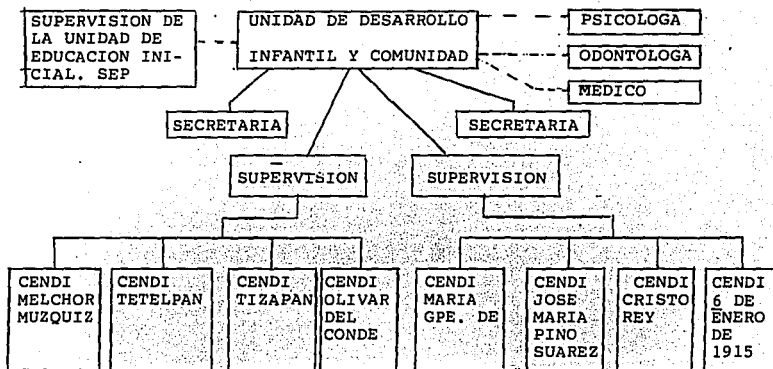 SUPERVISION DE
LA UNIDAD DE
EDUCACION INI-
CIAL. SEP
UNIDAD DE DESARROLLO
INFANTIL Y COMUNIDAD
PSICOLOGA
ODONTOLOGA
MEDICO
SECRETARIA
SECRETARIA
SUPERVISION
SUPERVISION
CENDI
MELCHOR
MUZQUIZ
CENDI
TETELPAN
CENDI
TIZAPAN
CENDI
OLIVAR
DEL
CONDE
CENDI
MARIA
GPE. DE
CENDI
JOSE
MARIA
PINO
SUAREZ
CENDI
CRISTO
REY
CENDI
6 DE
ENERO
DE
1915